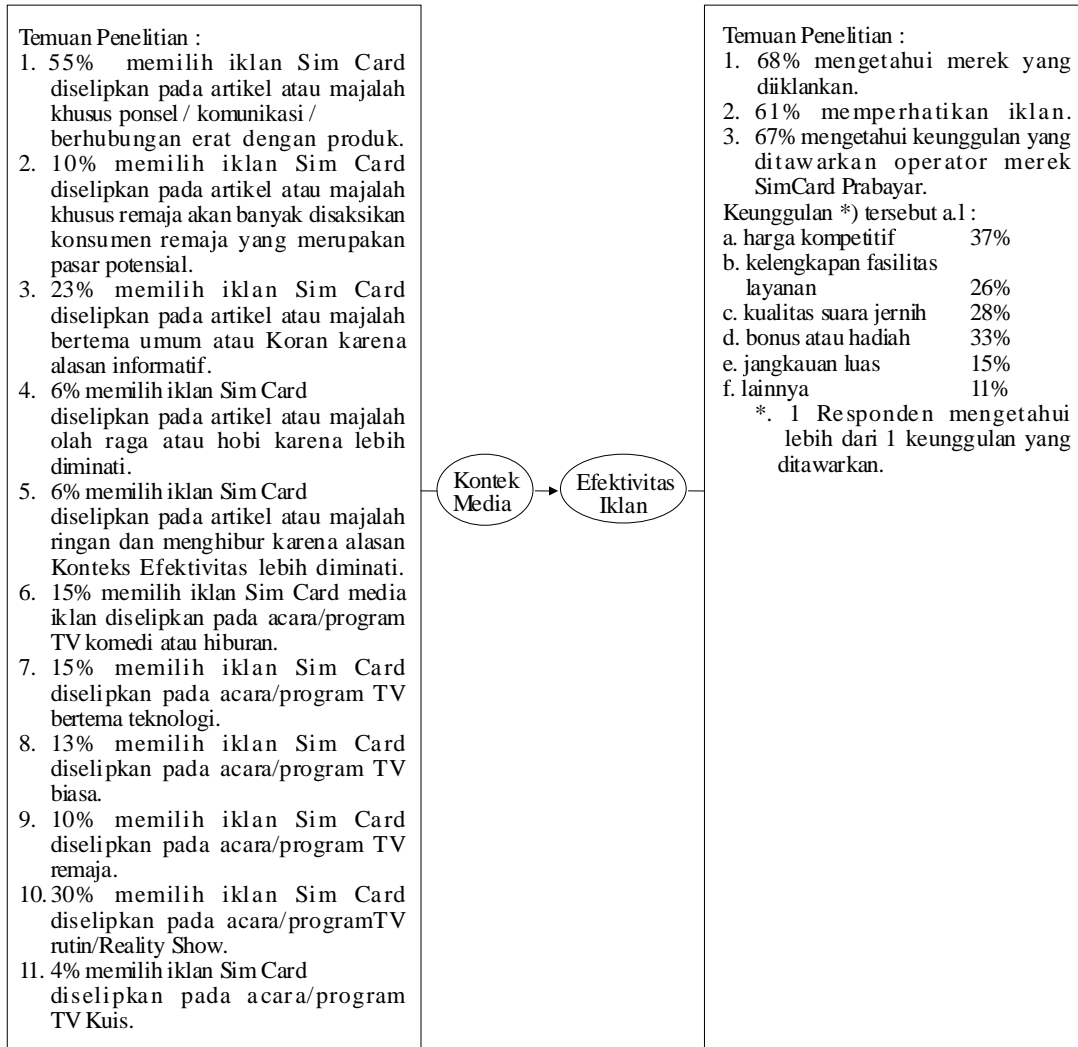 Temuan Penelitian :
1. 55% memilih iklan Sim Card
diselipkan pada artikel atau majalah
khusus ponsel / komunikasi /
berhubungan erat dengan produk.
2. 10% memilih iklan Sim Card
diselipkan pada artikel atau majalah
khusus remaja akan banyak disaksikan
konsumen remaja yang merupakan
pasar potensial.
3. 23% memilih iklan Sim Card
diselipkan pada artikel atau majalah
bertema umum atau Koran karena
alasan informatif.
4. 6% memilih iklan Sim Card
diselipkan pada artikel atau majalah
olah raga atau hobi karena lebih
diminati.
5. 6% memilih iklan Sim Card
diselipkan pada artikel atau majalah
ringan dan menghibur karena alasan
Konteks Efektivitas lebih diminati.
6. 15% memilih iklan Sim Card media
iklan diselipkan pada acara/program
TV komedi atau hiburan.
7. 15% memilih iklan Sim Card
diselipkan pada acara/program TV
bertema teknologi.
8. 13% memilih iklan Sim Card
diselipkan pada acara/program TV
biasa.
9. 10% memilih iklan Sim Card
diselipkan pada acara/program TV
remaja.
10. 30% memilih iklan Sim Card
diselipkan pada acara/programTV
rutin/Reality Show.
11. 4% memilih iklan Sim Card
diselipkan pada acara/program
TV Kuis.
Kontek
Media
Efektivitas
Iklan
Temuan Penelitian :
1. 68% mengetahui merek yang
diiklankan.
2. 61% memperhatikan iklan.
3. 67% mengetahui keunggulan yang
ditawarkan operator merek
SimCard Prabayar.
Keunggulan *) tersebut a.l :
a. harga kompetitif 37%
b. kelengkapan fasilitas
layanan 26%
c. kualitas suara jernih 28%
d. bonus atau hadiah 33%
e. jangkauan luas 15%
f. lainnya 11%
*. 1 Responden mengetahui
lebih dari 1 keunggulan yang
ditawarkan.